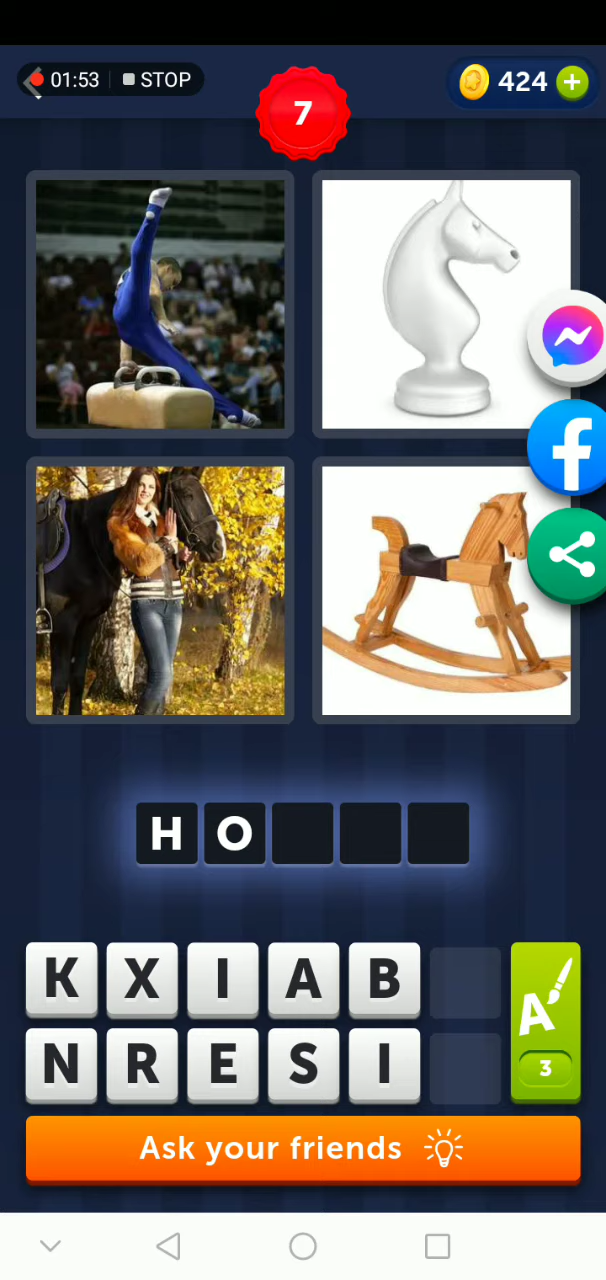 01:53 STOP
7
424 +
H O
K X I A B
N R E S I
A
3
Ask your friends